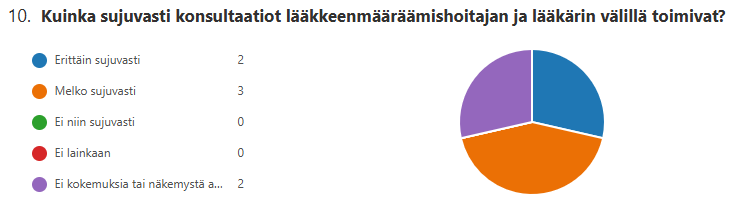 10. Kuinka sujuvasti konsultaatiot lääkkeenmääräämishoitajan ja lääkärin välillä toimivat?
Erittäin sujuvasti 2
Melko sujuvasti 3
Ei niin sujuvasti 0
Ei lainkaan 0
Ei kokemuksia tai näkemystä a... 2